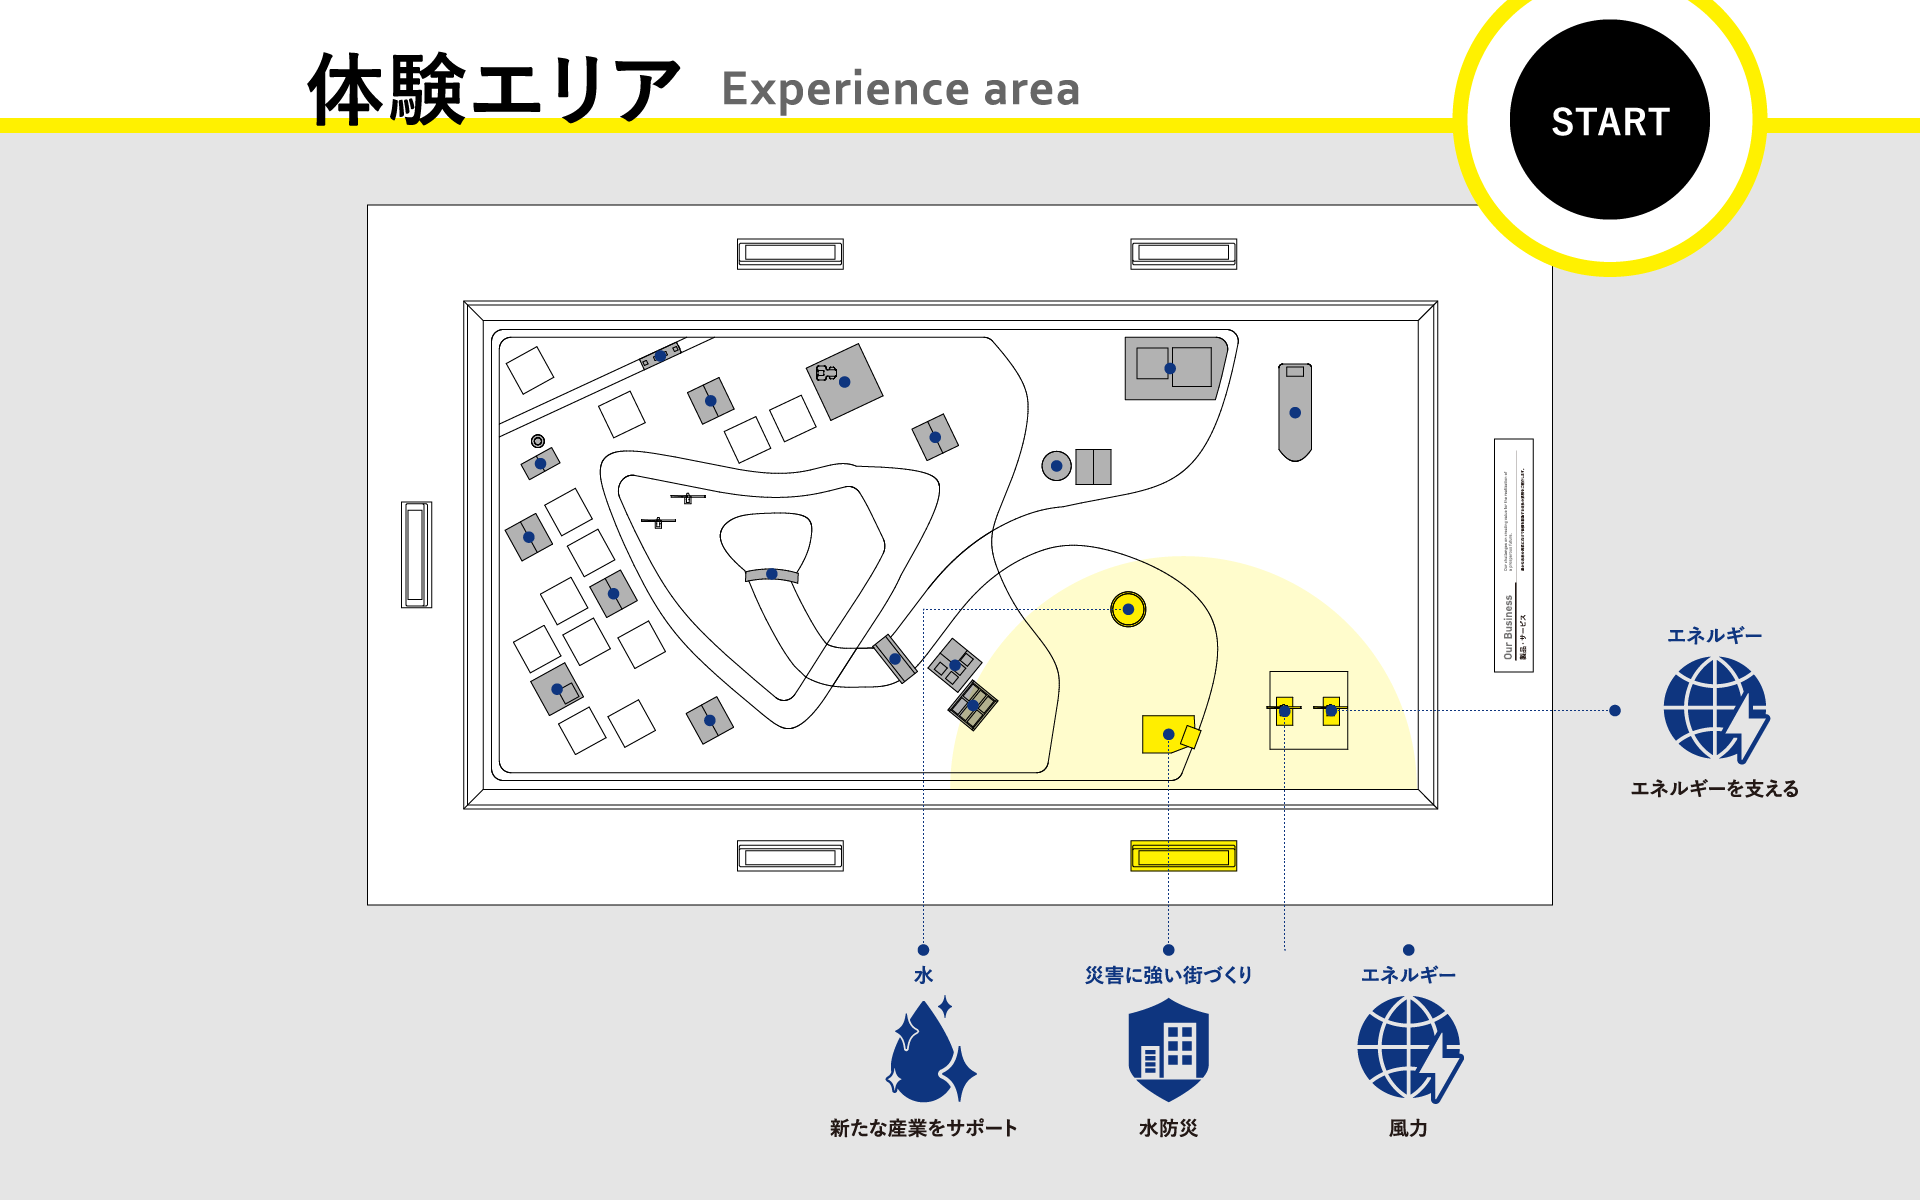 体験エリア Experience area
START
Our Business
製品・サービス
エネルギー
エネルギーを支える
水
新たな産業をサポート
災害に強い街づくり
水防災
エネルギー
風力